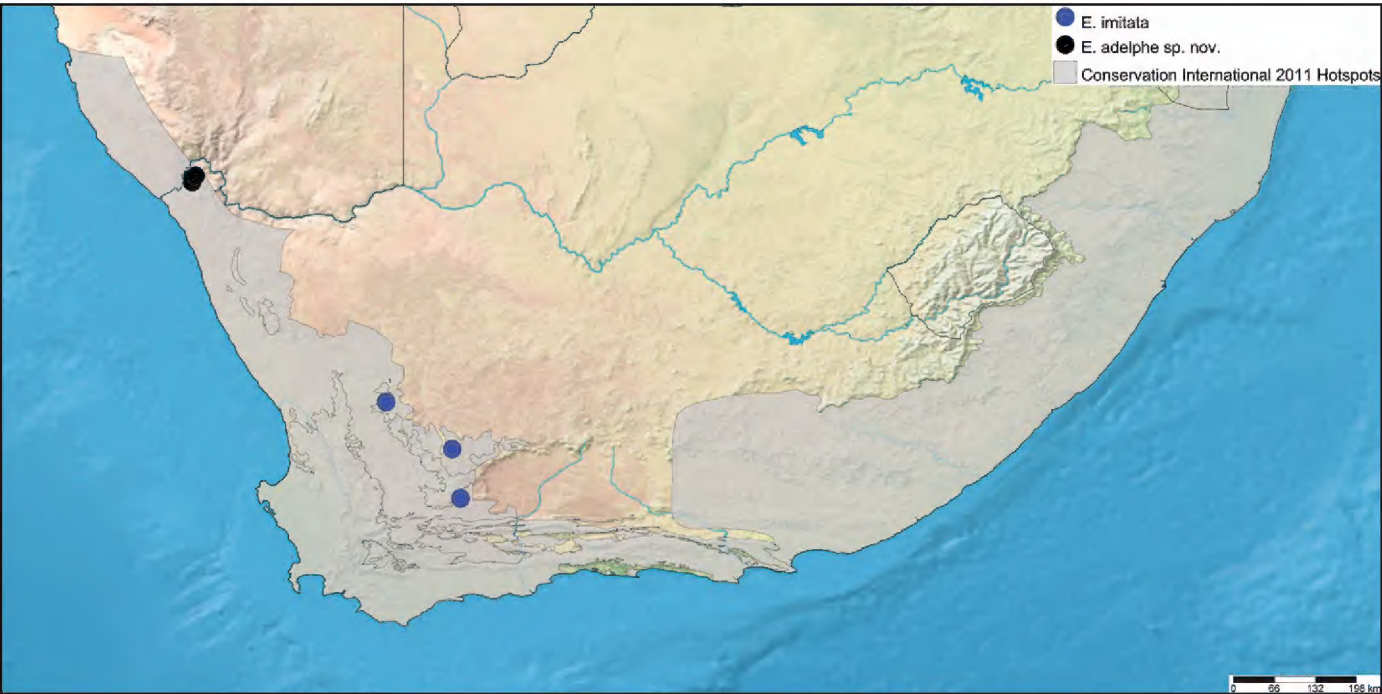 E. imitata
E. adelphe sp. nov.
Conservation International 2011 Hotspots
0 66 132 198 km